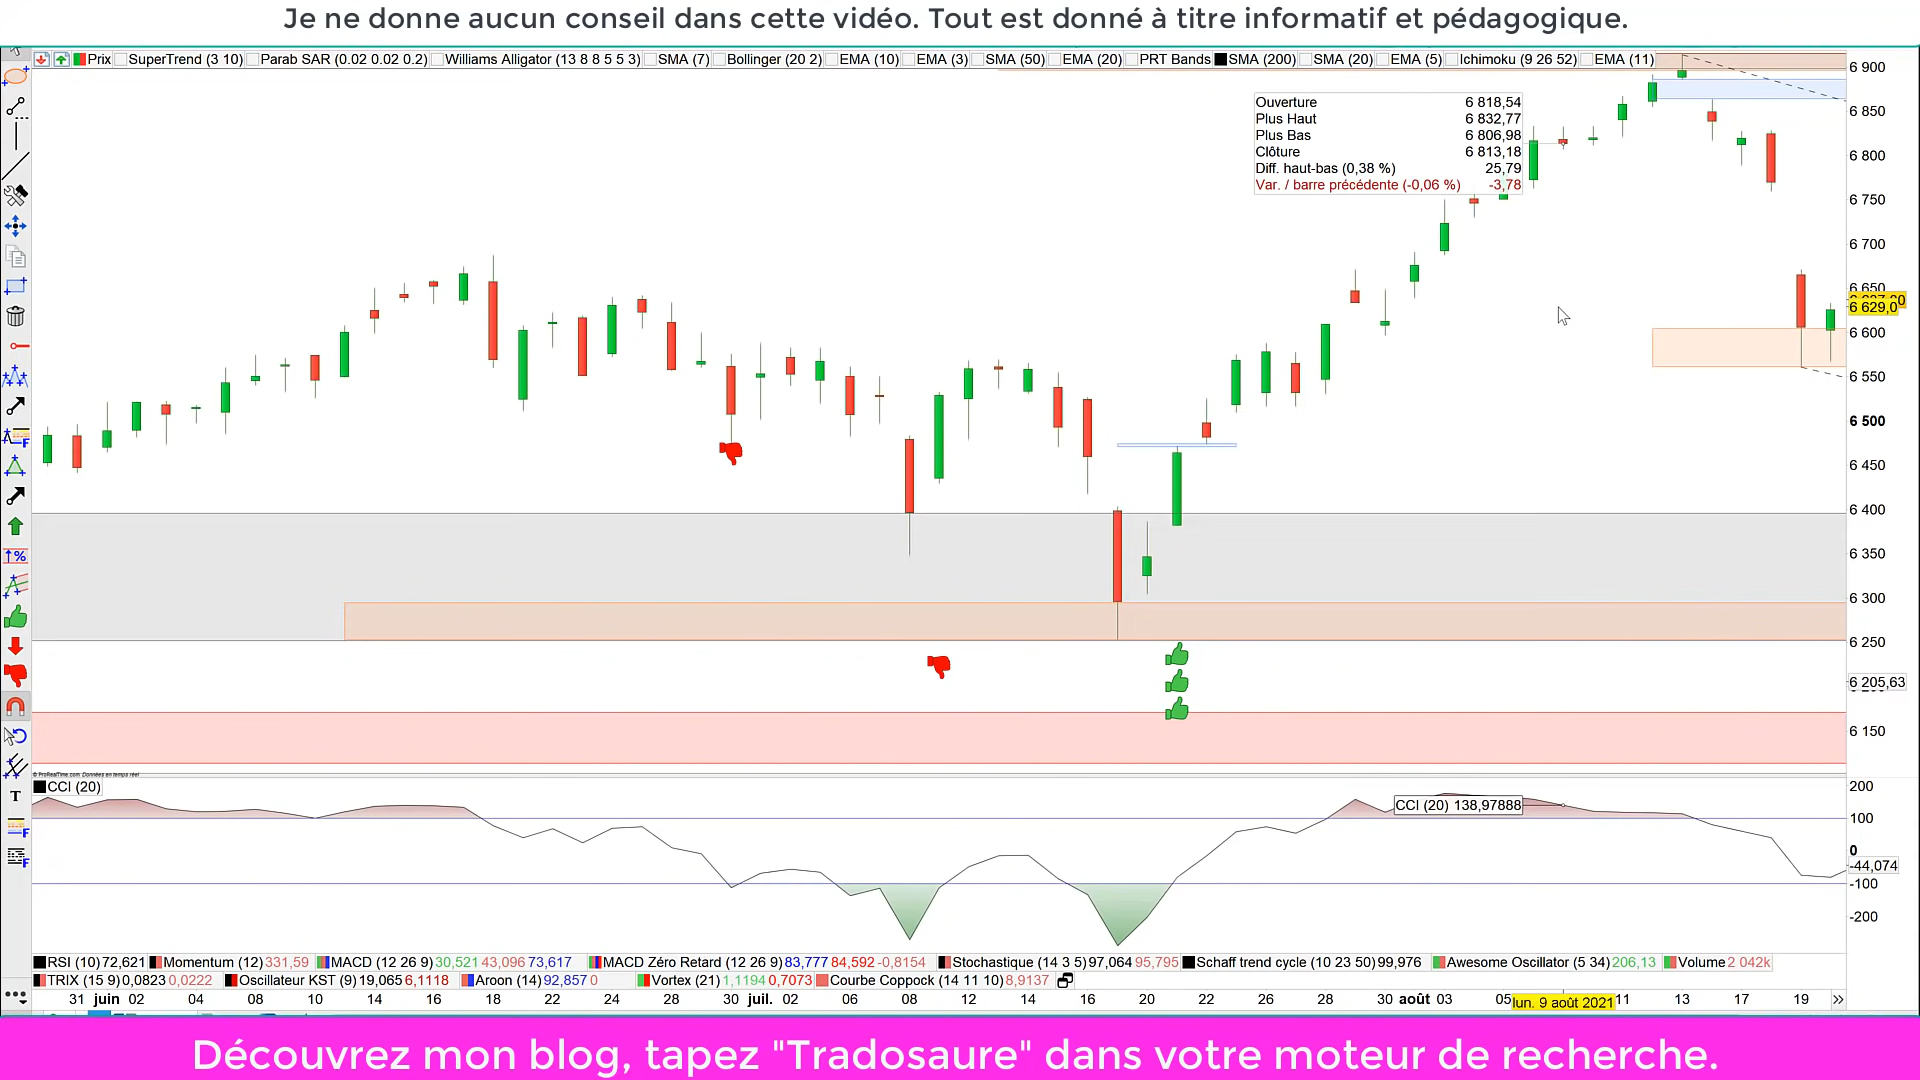 Je ne donne aucun conseil dans cette vidéo. Tout est donné à titre informatif et pédagogique.
Prix SuperTrend (3 10) Parab SAR (0.02 0.02 0.2) Williams Alligator (13 8 8 5 5 3) SMA (7) Bollinger (20 2) EMA (10) EMA (3) SMA (50) EMA (20) PRT Bands SMA (200) SMA (20) EMA (5) Ichimoku (9 26 52) EMA (11)
6 900
Ouverture 6 818,54
Plus Haut 6 832,77
Plus Bas 6 806,98
Clôture 6 813,18
Diff. haut-bas (0,38 %) 25,79
Var. / barre précédente (-0,06 %) -3,78
6 850
6 800
6 750
6 700
6 650
6 629,0
6 600
6 550
6 500
6 450
6 400
6 350
6 300
6 250
6 205,63
6 150
© ProRealTime.com Données en temps réel
CCI (20)
CCI (20) 138,97888
200
100
0
-44,074
-100
-200
RSI (10) 72,621 Momentum (12) 331,59 MACD (12 26 9) 30,521 43,096 73,617 MACD Zéro Retard (12 26 9) 83,777 84,592 -0,8154 Stochastique (14 3 5) 97,064 95,795 Schaff trend cycle (10 23 50) 99,976 Awesome Oscillator (5 34) 206,13 Volume 2 042k
TRIX (15 9) 0,0823 0,0222 Oscillateur KST (9) 19,065 6,1118 Aroon (14) 92,857 0 Vortex (21) 1,1194 0,7073 Courbe Coppock (14 11 10) 8,9137
31 juin 02 04 06 08 10 14 16 18 22 24 28 30 juil. 02 06 08 12 14 16 20 22 26 28 30 août 03 05 lun. 9 août 2021 11 13 17 19
Découvrez mon blog, tapez "Tradosaure" dans votre moteur de recherche.